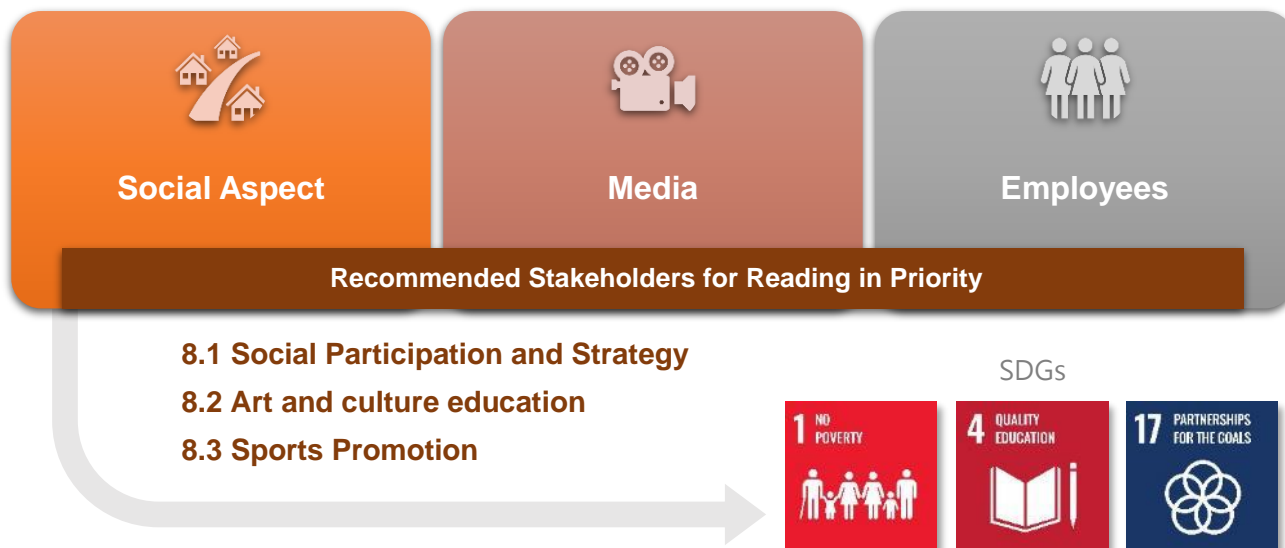 Social Aspect
Media
Employees
Recommended Stakeholders for Reading in Priority
8.1 Social Participation and Strategy
8.2 Art and culture education
8.3 Sports Promotion
SDGs
1 NO
POVERTY
4 QUALITY
EDUCATION
17 PARTNERSHIPS
FOR THE GOALS